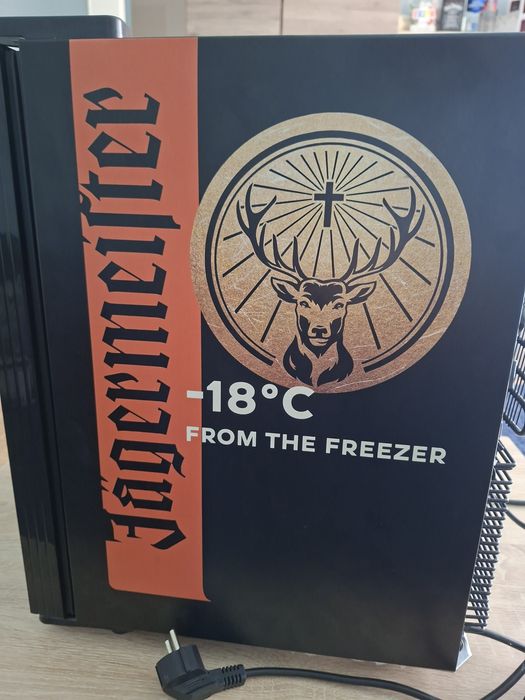 Jägermeiſter
-18°C
FROM THE FREEZER